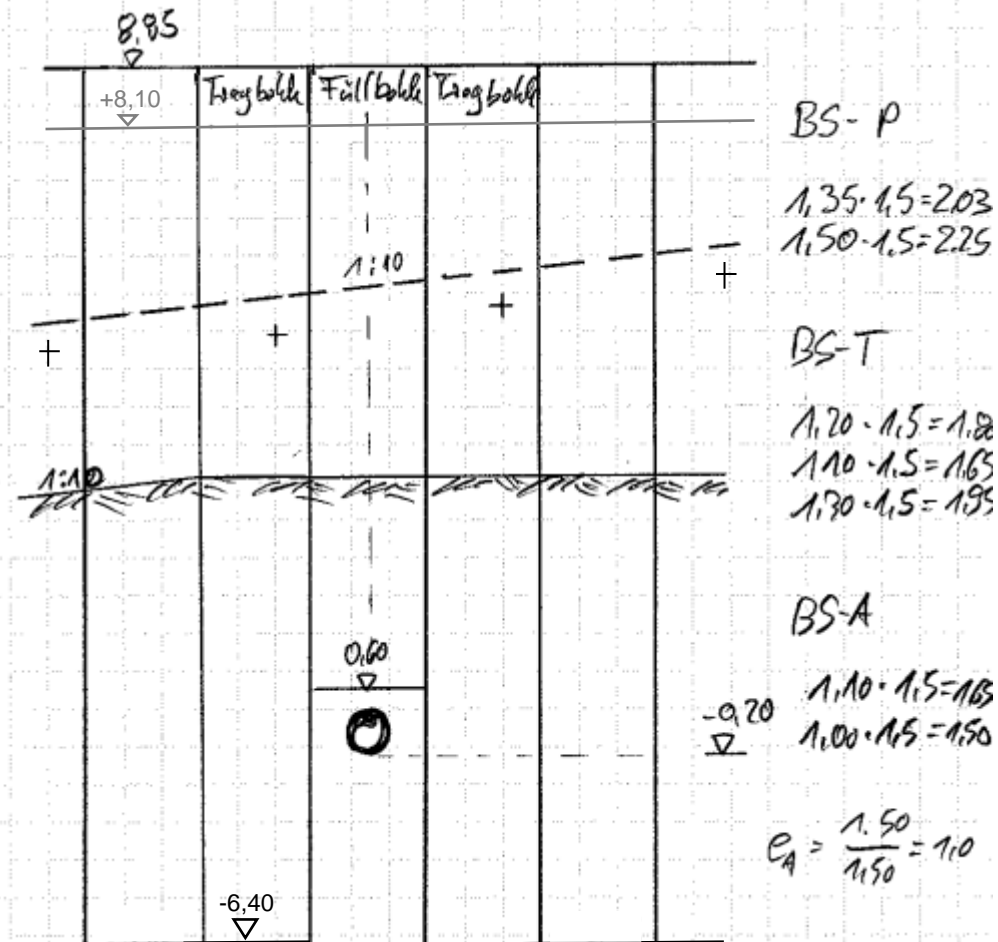 8,85
+8,10
Tragbohle Füllbohle Tragbohle
1:10
1:10
0,60
-0,20
-6,40
BS-P
1,35·1,5=2,03
1,50·1,5=2,25
BS-T
1,20·1,5=1,80
1,10·1,5=1,65
1,30·1,5=1,95
BS-A
1,10·1,5=1,65
1,00·1,5=1,50
e_A = 1.50/1,50 = 1,0